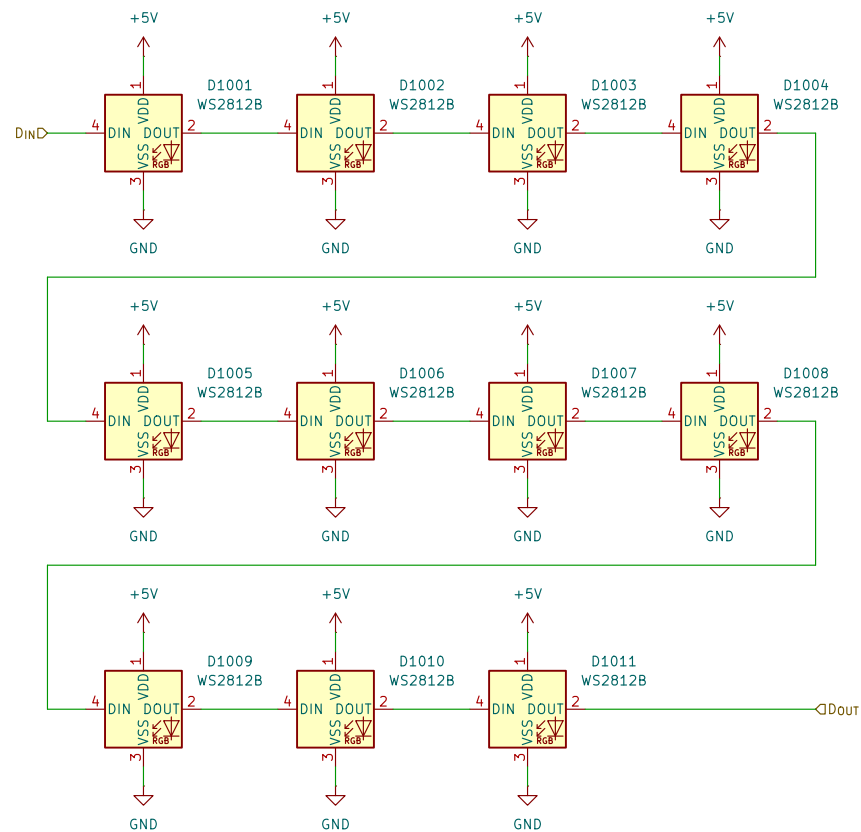 +5V +5V +5V +5V
1 D1001 1 D1002 1 D1003 1 D1004
WS2812B WS2812B WS2812B WS2812B
VDD VDD VDD VDD
DIN 4 DIN DOUT 2 4 DIN DOUT 2 4 DIN DOUT 2 4 DIN DOUT 2
VSS RGB VSS RGB VSS RGB VSS RGB
3 3 3 3
GND GND GND GND
+5V +5V +5V +5V
1 D1005 1 D1006 1 D1007 1 D1008
WS2812B WS2812B WS2812B WS2812B
VDD VDD VDD VDD
4 DIN DOUT 2 4 DIN DOUT 2 4 DIN DOUT 2 4 DIN DOUT 2
VSS RGB VSS RGB VSS RGB VSS RGB
3 3 3 3
GND GND GND GND
+5V +5V +5V
1 D1009 1 D1010 1 D1011
WS2812B WS2812B WS2812B
VDD VDD VDD
4 DIN DOUT 2 4 DIN DOUT 2 4 DIN DOUT 2 DOUT
VSS RGB VSS RGB VSS RGB
3 3 3
GND GND GND